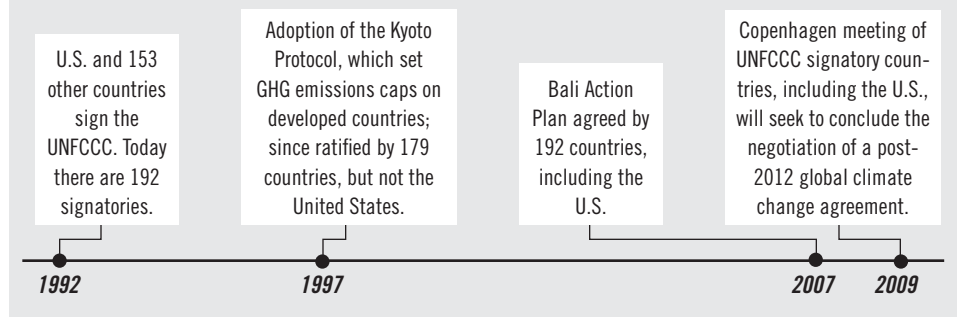 U.S. and 153
other countries
sign the
UNFCCC. Today
there are 192
signatories.
Adoption of the Kyoto
Protocol, which set
GHG emissions caps on
developed countries;
since ratified by 179
countries, but not the
United States.
Bali Action
Plan agreed by
192 countries,
including the
U.S.
Copenhagen meeting of
UNFCCC signatory coun-
tries, including the U.S.,
will seek to conclude the
negotiation of a post-
2012 global climate
change agreement.
1992
1997
2007
2009